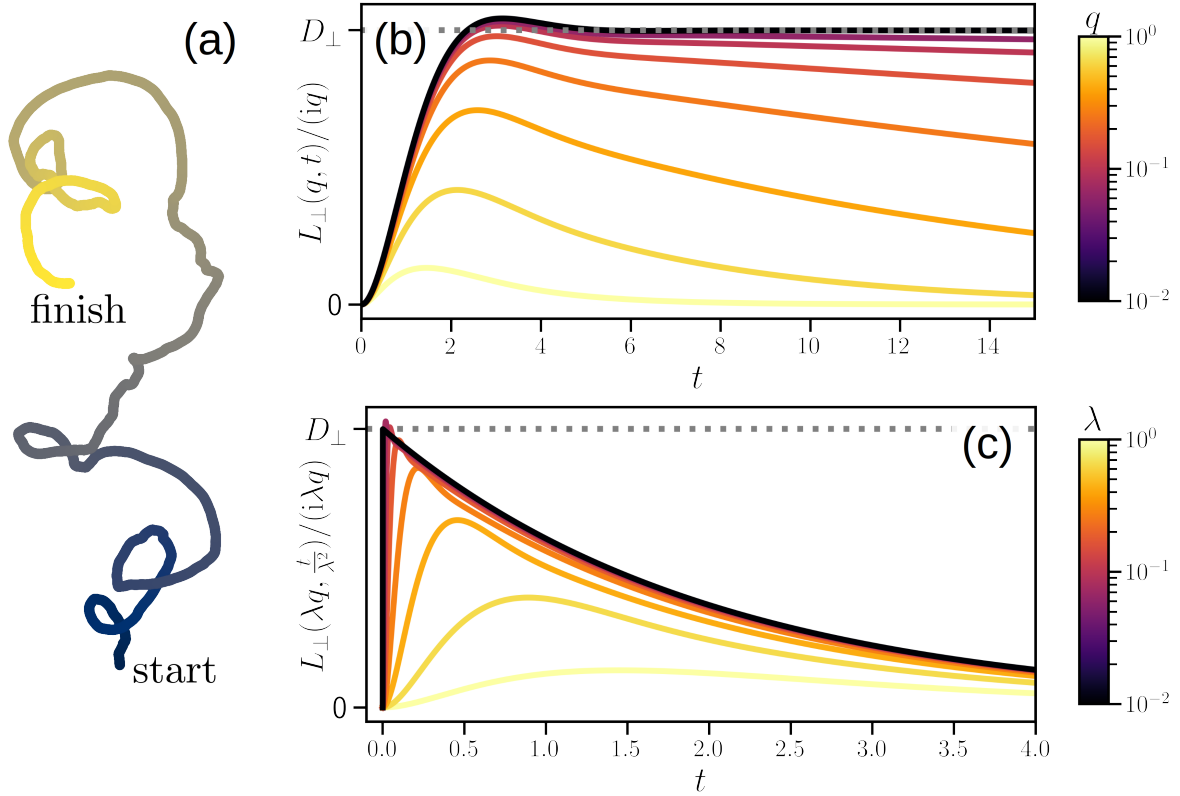 (a)
finish
start
(b)
D⊥
0
L⊥(q, t)/(iq)
0 2 4 6 8 10 12 14
t
q
10⁰
10⁻¹
10⁻²
(c)
D⊥
0
L⊥(λq, t/λ²)/(iλq)
0.0 0.5 1.0 1.5 2.0 2.5 3.0 3.5 4.0
t
λ
10⁰
10⁻¹
10⁻²